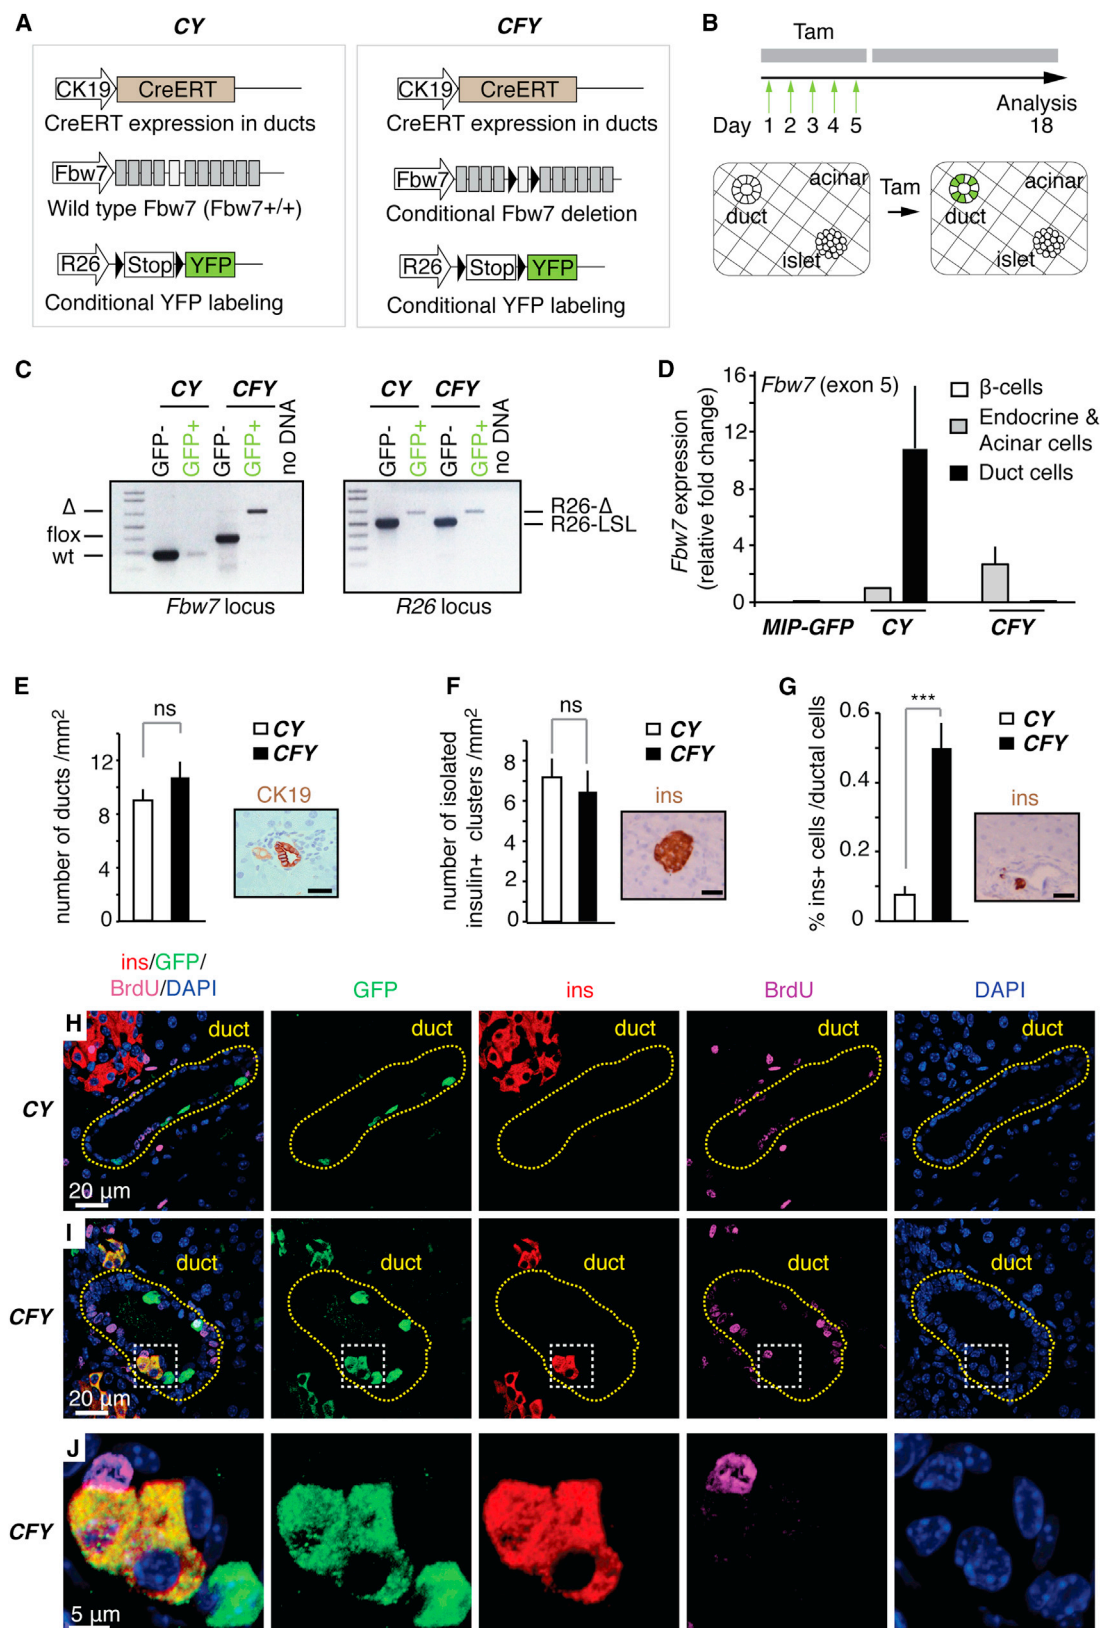 A
CY
CFY
CK19 CreERT
CreERT expression in ducts
Fbw7
Wild type Fbw7 (Fbw7+/+)
R26 Stop YFP
Conditional YFP labeling
CK19 CreERT
CreERT expression in ducts
Fbw7
Conditional Fbw7 deletion
R26 Stop YFP
Conditional YFP labeling
B
Tam
Analysis
Day 1 2 3 4 5 18
acinar
duct
islet
Tam
acinar
duct
islet
C
CY CFY
GFP- GFP+ GFP- GFP+ no DNA
Δ
flox
wt
Fbw7 locus
CY CFY
GFP- GFP+ GFP- GFP+ no DNA
R26-Δ
R26-LSL
R26 locus
D
Fbw7 expression
(relative fold change)
16
12
8
4
0
Fbw7 (exon 5)
β-cells
Endocrine &
Acinar cells
Duct cells
MIP-GFP CY CFY
E
number of ducts /mm2
12
8
4
0
ns
CY
CFY
CK19
F
number of isolated
insulin+ clusters /mm2
8
6
4
2
0
ns
CY
CFY
ins
G
% ins+ cells /ductal cells
0.6
0.4
0.2
0
***
CY
CFY
ins
ins/GFP/
BrdU/DAPI
GFP
ins
BrdU
DAPI
H
CY
duct
duct
duct
duct
duct
20 µm
I
CFY
duct
duct
duct
duct
duct
20 µm
J
CFY
5 µm